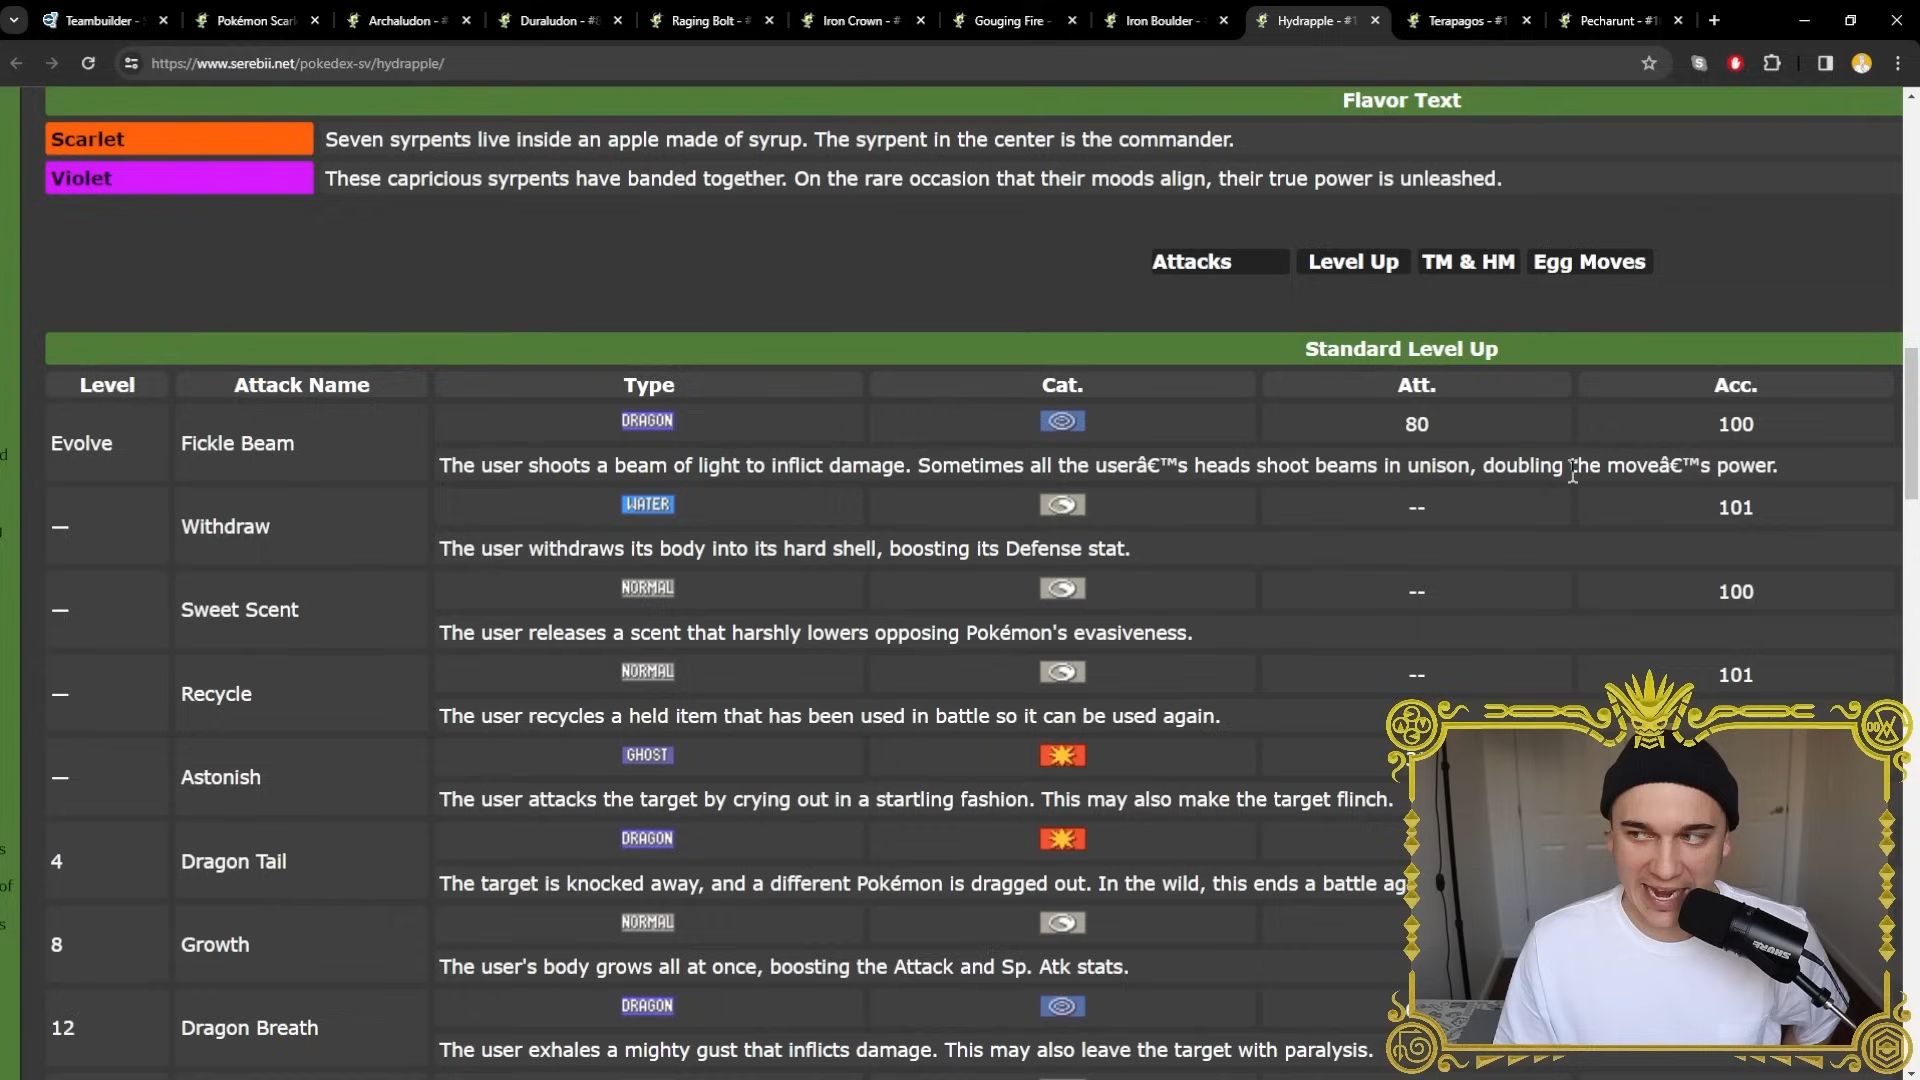 Teambuilder -
Pokémon Scarl
Archaludon - #
Duraludon - #8
Raging Bolt - #
Iron Crown - #
Gouging Fire -
Iron Boulder -
Hydrapple - #1
Terapagos - #1
Pecharunt - #1
https://www.serebii.net/pokedex-sv/hydrapple/
Flavor Text
Scarlet Seven syrpents live inside an apple made of syrup. The syrpent in the center is the commander.
Violet These capricious syrpents have banded together. On the rare occasion that their moods align, their true power is unleashed.
Attacks Level Up TM & HM Egg Moves
Standard Level Up
Level Attack Name Type Cat. Att. Acc.
Evolve Fickle Beam DRAGON 80 100
The user shoots a beam of light to inflict damage. Sometimes all the userâ€™s heads shoot beams in unison, doubling the moveâ€™s power.
— Withdraw WATER -- 101
The user withdraws its body into its hard shell, boosting its Defense stat.
— Sweet Scent NORMAL -- 100
The user releases a scent that harshly lowers opposing Pokémon's evasiveness.
— Recycle NORMAL -- 101
The user recycles a held item that has been used in battle so it can be used again.
— Astonish GHOST
The user attacks the target by crying out in a startling fashion. This may also make the target flinch.
4 Dragon Tail DRAGON
The target is knocked away, and a different Pokémon is dragged out. In the wild, this ends a battle ag
8 Growth NORMAL
The user's body grows all at once, boosting the Attack and Sp. Atk stats.
12 Dragon Breath DRAGON
The user exhales a mighty gust that inflicts damage. This may also leave the target with paralysis.
SHURE